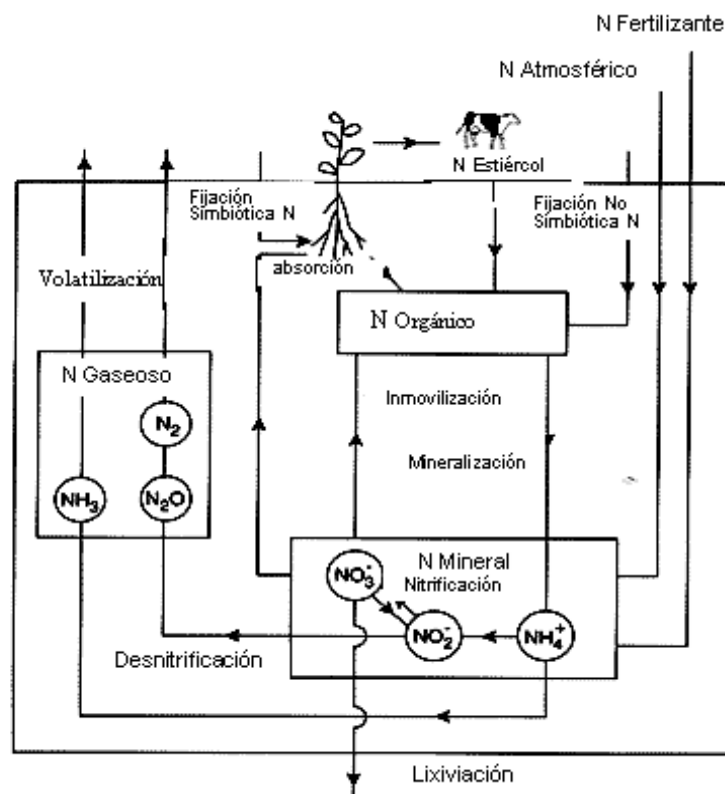 N Fertilizante
N Atmosférico
N Estiércol
Fijación
Simbiótica N
Fijación No
Simbiótica N
absorción
Volatilización
N Orgánico
N Gaseoso
Inmovilización
N₂
Mineralización
NH₃
N₂O
N Mineral
NO₃⁻
Nitrificación
NO₂⁻
NH₄⁺
Desnitrificación
Lixiviación